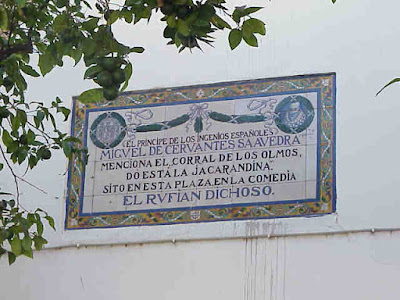 (EL PRINCIPE DE LOS INGENIOS ESPAÑOLES)
MIGVEL DE CERVANTES SAAVEDRA
MENCIONA EL CORRAL DE LOS OLMOS,
DO ESTÁ LA JACARANDINA"
SITO EN ESTA PLAZA, EN LA COMEDIA
EL RVFIAN DICHOSO.